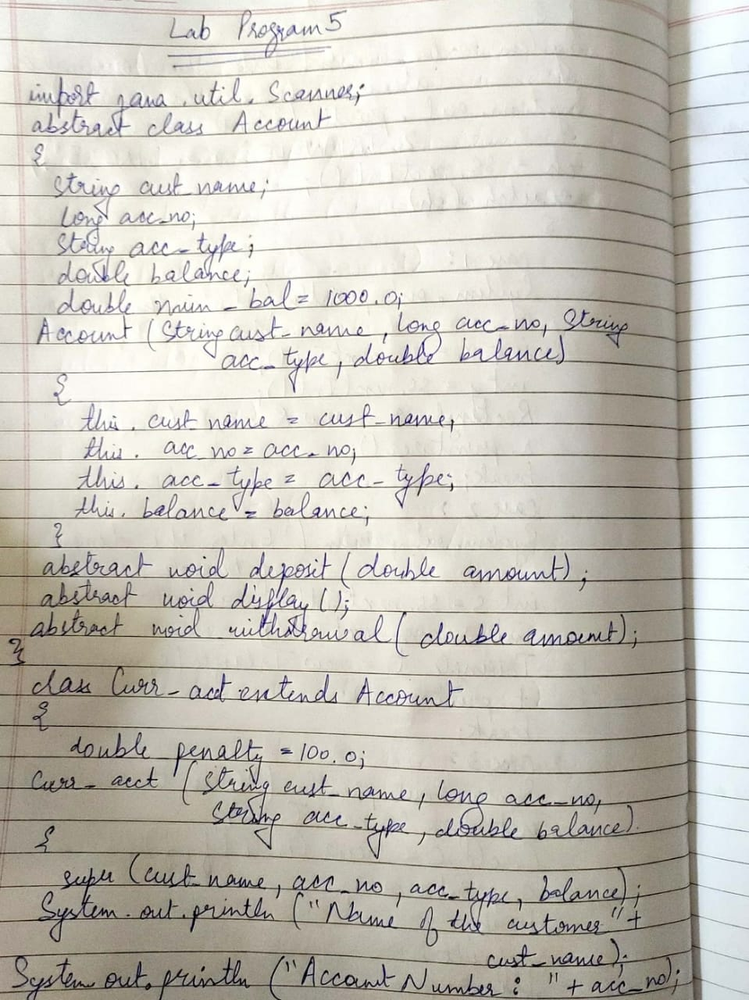 Lab Program 5
import java.util.Scanner;
abstract class Account
{
String cust_name;
long acc_no;
String acc_type;
double balance;
double min_bal = 1000.0;
Account (String cust_name, long acc_no, String
acc_type, double balance)
{
this.cust_name = cust_name;
this.acc_no = acc_no;
this.acc_type = acc_type;
this.balance = balance;
}
abstract void deposit(double amount);
abstract void display();
abstract void withdrawal(double amount);
}
class Curr_acct extends Account
{
double penalty = 100.0;
Curr_acct (String cust_name, long acc_no,
String acc_type, double balance)
{
super (cust_name, acc_no, acc_type, balance);
System.out.println ("Name of the customer"+
cust_name);
System.out.println ("Account Number: "+acc_no);